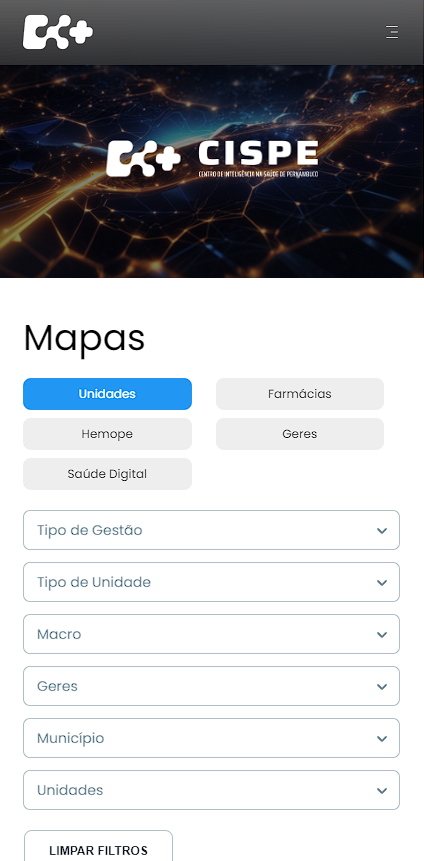 CISPE
CENTRO DE INTELIGÊNCIA NA SAÚDE DE PERNAMBUCO
Mapas
Unidades
Farmácias
Hemope
Geres
Saúde Digital
Tipo de Gestão
Tipo de Unidade
Macro
Geres
Município
Unidades
LIMPAR FILTROS